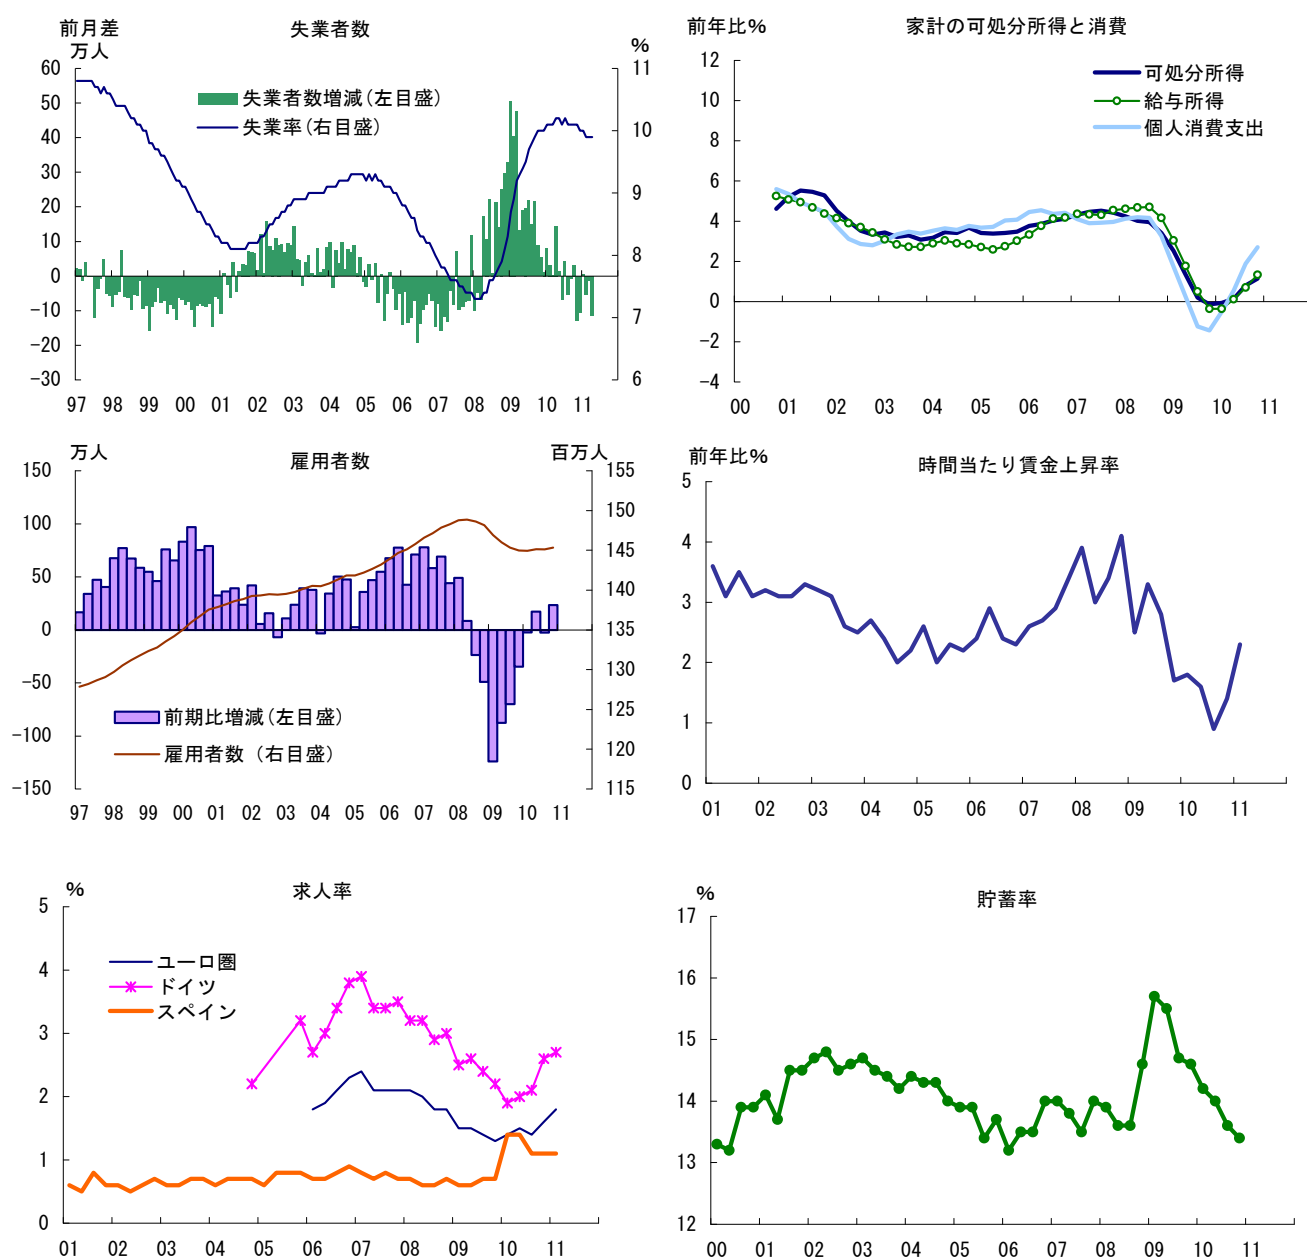 失業者数
前月差
万人
%
60
50
40
30
20
10
0
-10
-20
-30
11
10
9
8
7
6
失業者数増減(左目盛)
失業率(右目盛)
97 98 99 00 01 02 03 04 05 06 07 08 09 10 11
家計の可処分所得と消費
前年比%
12
10
8
6
4
2
0
-2
-4
可処分所得
給与所得
個人消費支出
00 01 02 03 04 05 06 07 08 09 10 11
雇用者数
万人
百万人
150
100
50
0
-50
-100
-150
155
150
145
140
135
130
125
120
115
前期比増減(左目盛)
雇用者数 (右目盛)
97 98 99 00 01 02 03 04 05 06 07 08 09 10 11
時間当たり賃金上昇率
前年比%
5
4
3
2
1
0
01 02 03 04 05 06 07 08 09 10 11
求人率
%
5
4
3
2
1
0
ユーロ圏
ドイツ
スペイン
01 02 03 04 05 06 07 08 09 10 11
貯蓄率
%
17
16
15
14
13
12
00 01 02 03 04 05 06 07 08 09 10 11